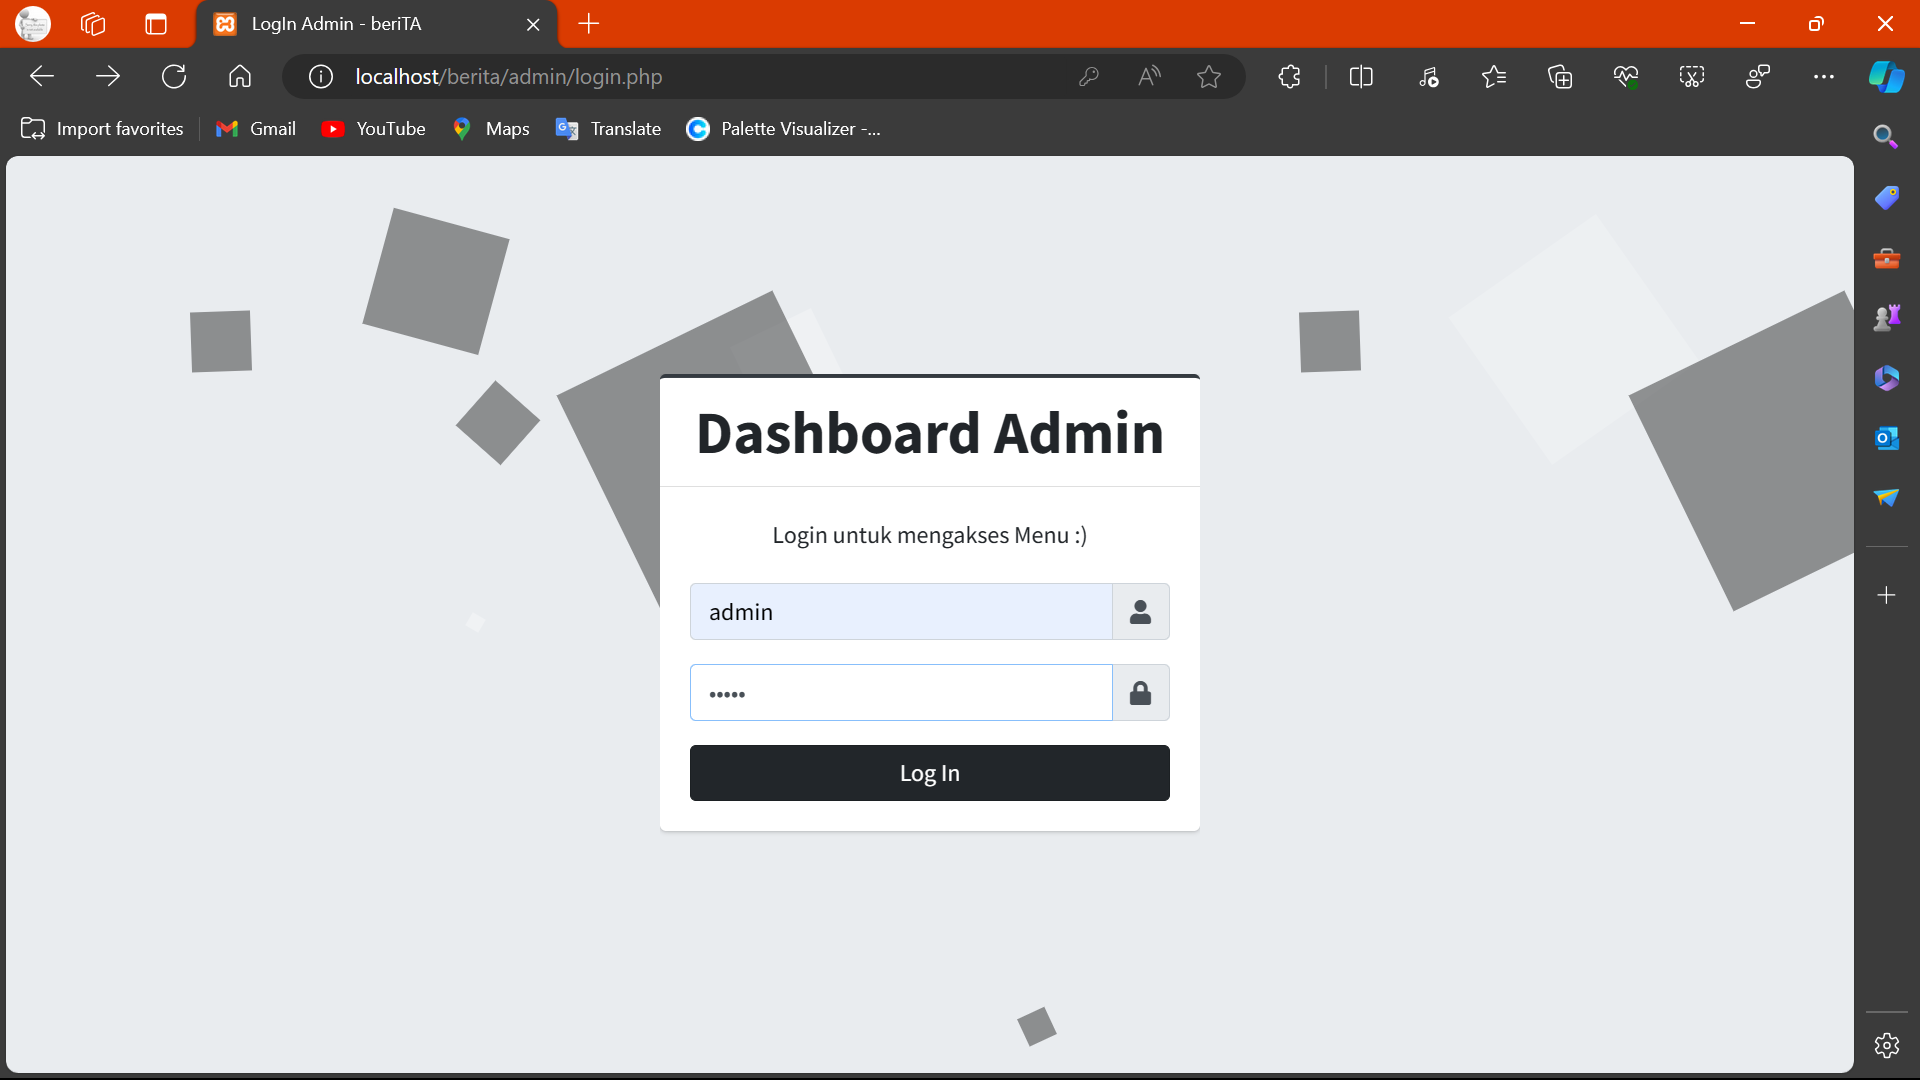 LogIn Admin - beriTA
localhost/berita/admin/login.php
Import favorites
Gmail
YouTube
Maps
Translate
Palette Visualizer -...
Dashboard Admin
Login untuk mengakses Menu :)
admin
•••••
Log In